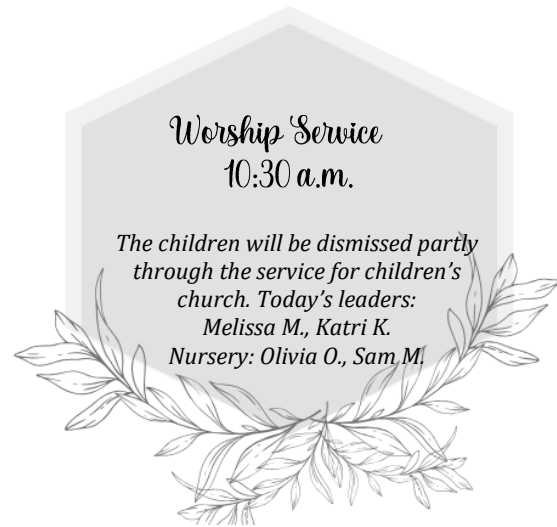 Worship Service
10:30 a.m.
The children will be dismissed partly
through the service for children’s
church. Today’s leaders:
Melissa M., Katri K.
Nursery: Olivia O., Sam M.